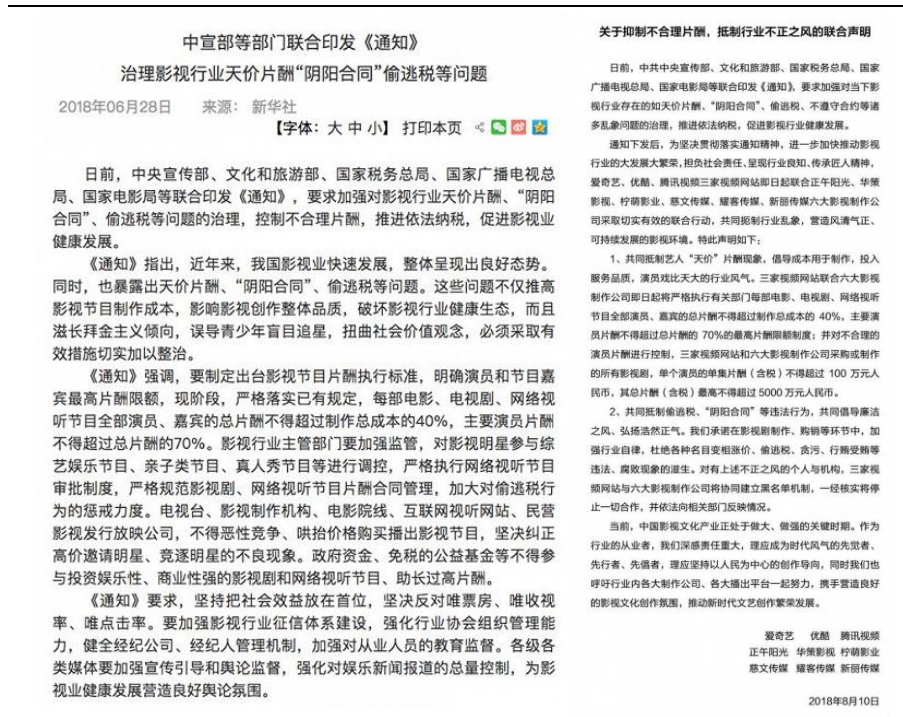 中宣部等部门联合印发《通知》
治理影视行业天价片酬“阴阳合同”偷逃税等问题
2018年06月28日 来源： 新华社
【字体：大 中 小】 打印本页
日前，中央宣传部、文化和旅游部、国家税务总局、国家广播电视总
局、国家电影局等联合印发《通知》，要求加强对影视行业天价片酬、“阴阳
合同”、偷逃税等问题的治理，控制不合理片酬，推进依法纳税，促进影视业
健康发展。
《通知》指出，近年来，我国影视业快速发展，整体呈现出良好态势。
同时，也暴露出天价片酬、“阴阳合同”、偷逃税等问题。这些问题不仅推高
影视节目制作成本，影响影视创作整体品质，破坏影视行业健康生态，而且
滋长拜金主义倾向，误导青少年盲目追星，扭曲社会价值观念，必须采取有
效措施切实加以整治。
《通知》强调，要制定出台影视节目片酬执行标准，明确演员和节目嘉
宾最高片酬限额，现阶段，严格落实已有规定，每部电影、电视剧、网络视
听节目全部演员、嘉宾的总片酬不得超过制作总成本的40%，主要演员片酬
不得超过总片酬的70%。影视行业主管部门要加强监管，对影视明星参与综
艺娱乐节目、亲子类节目、真人秀节目等进行调控，严格执行网络视听节目
审批制度，严格规范影视剧、网络视听节目片酬合同管理，加大对偷逃税行
为的惩戒力度。电视台、影视制作机构、电影院线、互联网视听网站、民营
影视发行放映公司，不得恶性竞争、哄抬价格购买播出影视节目，坚决纠正
高价邀请明星、竞逐明星的不良现象。政府资金、免税的公益基金等不得参
与投资娱乐性、商业性强的影视剧和网络视听节目、助长过高片酬。
《通知》要求，坚持把社会效益放在首位，坚决反对唯票房、唯收视
率、唯点击率。要加强影视行业征信体系建设，强化行业协会组织管理能
力，健全经纪公司、经纪人管理机制，加强对从业人员的教育监督。各级各
类媒体要加强宣传引导和舆论监督，强化对娱乐新闻报道的总量控制，为影
视业健康发展营造良好舆论氛围。
关于抑制不合理片酬，抵制行业不正之风的联合声明
日前，中共中央宣传部、文化和旅游部、国家税务总局、国家
广播电视总局、国家电影局等联合印发《通知》，要求加强对当下影
视行业存在的如天价片酬、“阴阳合同”、偷逃税、不遵守合约等诸
多乱象问题的治理，推进依法纳税，促进影视行业健康发展。
通知下发后，为坚决贯彻落实通知精神，进一步加快推动影视
行业的大发展大繁荣，担负社会责任、呈现行业良知、传承匠人精神，
爱奇艺、优酷、腾讯视频三家视频网站即日起联合正午阳光、华策
影视、柠萌影业、慈文传媒、耀客传媒、新丽传媒六大影视制作公
司采取切实有效的联合行动，共同抵制行业乱象，营造风清气正、
可持续发展的影视环境。特此声明如下：
1、共同抵制艺人“天价”片酬现象，倡导成本用于制作，投入
服务品质，演员戏比天大的行业风气。三家视频网站联合六大影视
制作公司即日起将严格执行有关部门每部电影、电视剧、网络视听
节目全部演员、嘉宾的总片酬不得超过制作总成本的 40%，主要演
员片酬不得超过总片酬的 70%的最高片酬限额制度；并对不合理的
演员片酬进行控制，三家视频网站和六大影视制作公司采购或制作
的所有影视剧，单个演员的单集片酬（含税）不得超过 100 万元人
民币，其总片酬（含税）最高不得超过 5000 万元人民币。
2、共同抵制偷逃税、“阴阳合同”等违法行为，共同倡导廉洁
之风、弘扬浩然正气。我们承诺在影视剧制作、购销等环节中，加
强行业自律，杜绝各种名目变相涨价、偷逃税、贪污、行贿受贿等
违法、腐败现象的滋生。对有上述不正之风的个人与机构，三家视
频网站与六大影视制作公司将协同建立黑名单机制，一经核实将停
止一切合作，并依法向相关部门反映情况。
当前，中国影视文化产业正处于做大、做强的关键时期。作为
行业的从业者，我们深感责任重大，理应成为时代风气的先觉者、
先行者、先倡者，理应坚持以人民为中心的创作导向，同时我们也
呼吁行业内各大制作公司、各大播出平台一起努力，携手营造良好
的影视文化创作氛围，推动新时代文艺创作繁荣发展。
爱奇艺 优酷 腾讯视频
正午阳光 华策影视 柠萌影业
慈文传媒 耀客传媒 新丽传媒
2018年8月10日